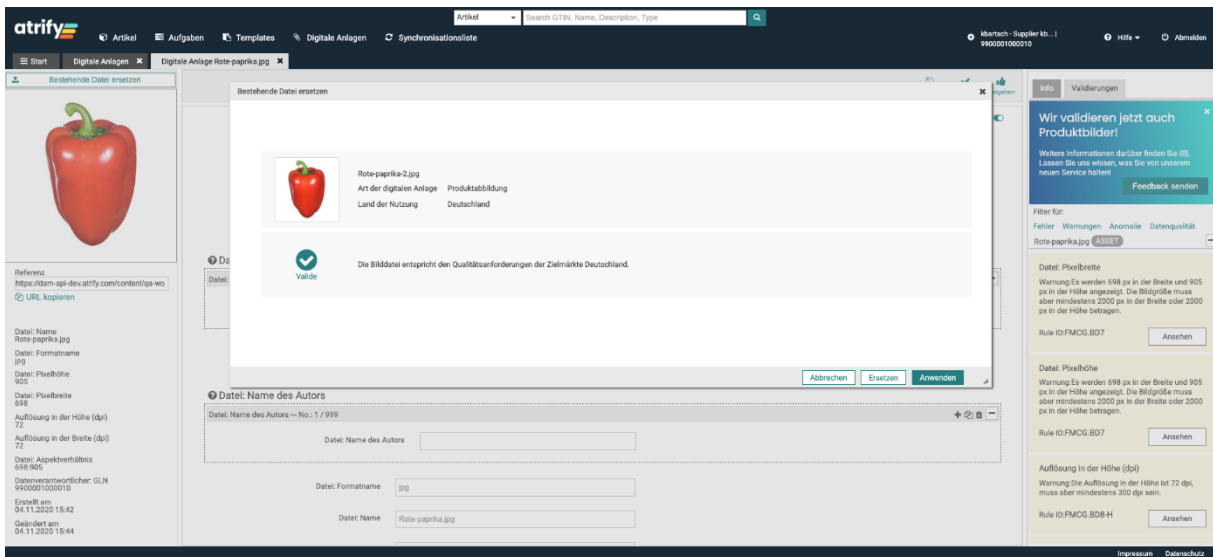 atrify
Artikel
Search GTIN, Name, Description, Type
Artikel
Aufgaben
Templates
Digitale Anlagen
Synchronisationsliste
kbartsch - Supplier kb... |
9900001000010
Hilfe
Abmelden
Start
Digitale Anlagen
Digitale Anlage Rote-paprika.jpg
Bestehende Datei ersetzen
Referenz
https://dam-api-dev.atrify.com/content/qa-wo
URL kopieren
Datei: Name
Rote-paprika.jpg
Datei: Formatname
jpg
Datei: Pixelhöhe
905
Datei: Pixelbreite
698
Auflösung in der Höhe (dpi)
72
Auflösung in der Breite (dpi)
72
Datei: Aspektverhältnis
698:905
Datenverantwortlicher: GLN
9900001000010
Erstellt am
04.11.2020 15:42
Geändert am
04.11.2020 15:44
Bestehende Datei ersetzen
Rote-paprika-2.jpg
Art der digitalen Anlage Produktabbildung
Land der Nutzung Deutschland
Valide
Die Bilddatei entspricht den Qualitätsanforderungen der Zielmärkte Deutschland.
Abbrechen
Ersetzen
Anwenden
Datei:
Datei: Name des Autors
Datei: Name des Autors — No.: 1 / 999
Datei: Name des Autors
Datei: Formatname
jpg
Datei: Name
Rote-paprika.jpg
Info
Validierungen
Wir validieren jetzt auch
Produktbilder!
Weitere Informationen darüber finden Sie {0}.
Lassen Sie uns wissen, was Sie von unserem
neuen Service halten!
Feedback senden
Filter für:
Fehler Warnungen Anomalie Datenqualität
Rote-paprika.jpg ASSET
Datei: Pixelbreite
Warnung:Es werden 698 px in der Breite und 905
px in der Höhe angezeigt. Die Bildgröße muss
aber mindestens 2000 px in der Breite oder 2000
px in der Höhe betragen.
Rule ID:FMCG.BD7
Ansehen
Datei: Pixelhöhe
Warnung:Es werden 698 px in der Breite und 905
px in der Höhe angezeigt. Die Bildgröße muss
aber mindestens 2000 px in der Breite oder 2000
px in der Höhe betragen.
Rule ID:FMCG.BD7
Ansehen
Auflösung in der Höhe (dpi)
Warnung:Die Auflösung in der Höhe ist 72 dpi,
muss aber mindestens 300 dpi sein.
Rule ID:FMCG.BD8-H
Ansehen
Impressum
Datenschutz